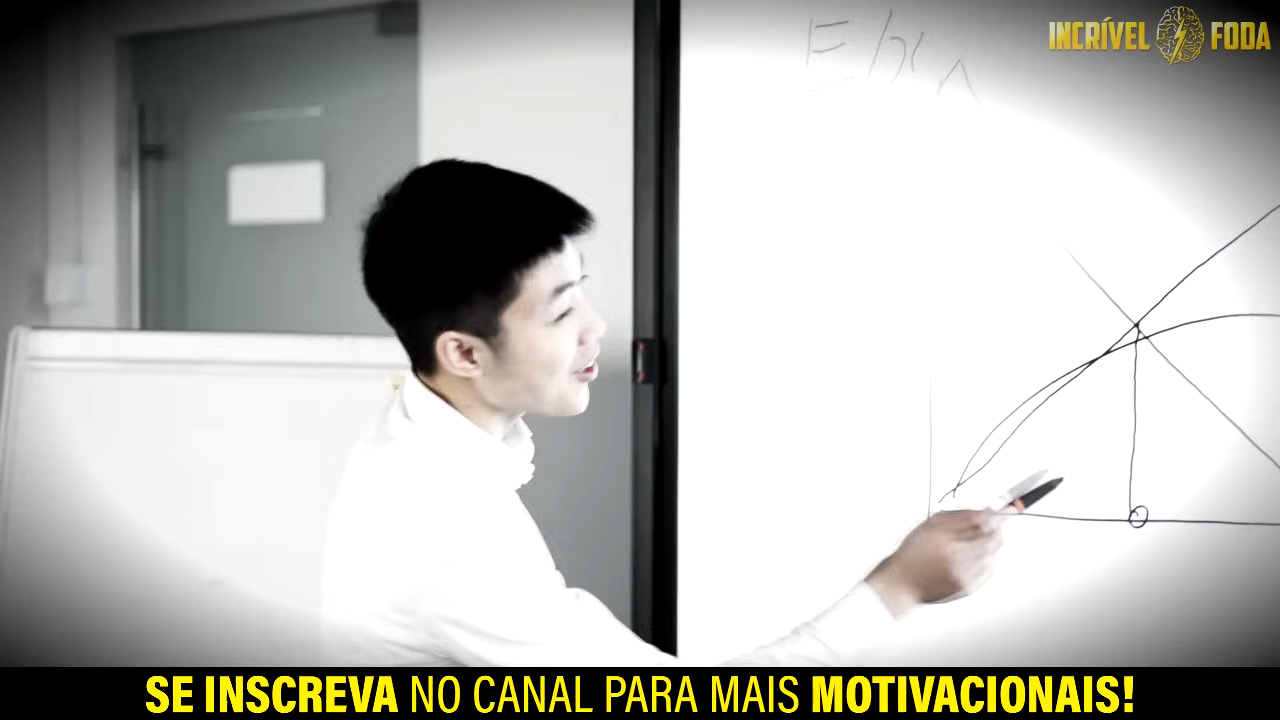 INCRÍVEL FODA
SE INSCREVA NO CANAL PARA MAIS MOTIVACIONAIS!